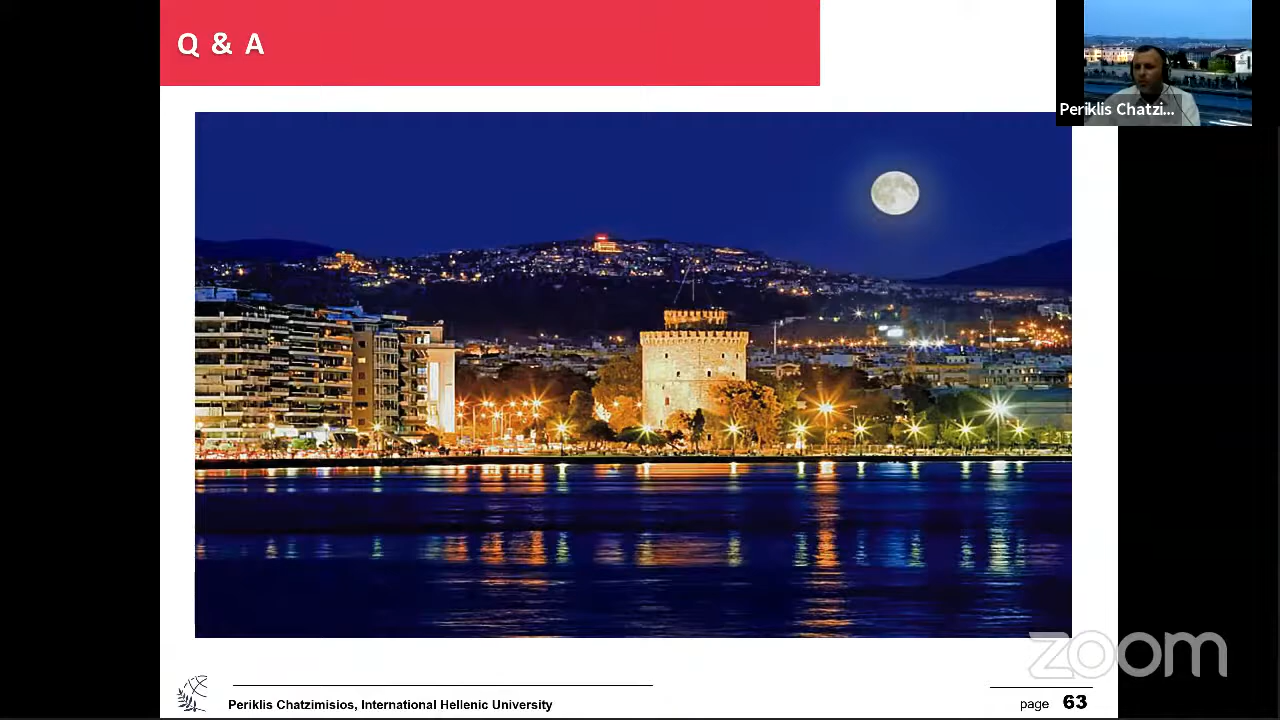 Q & A
Periklis Chatzi...
zoom
Periklis Chatzimisios, International Hellenic University
page 63